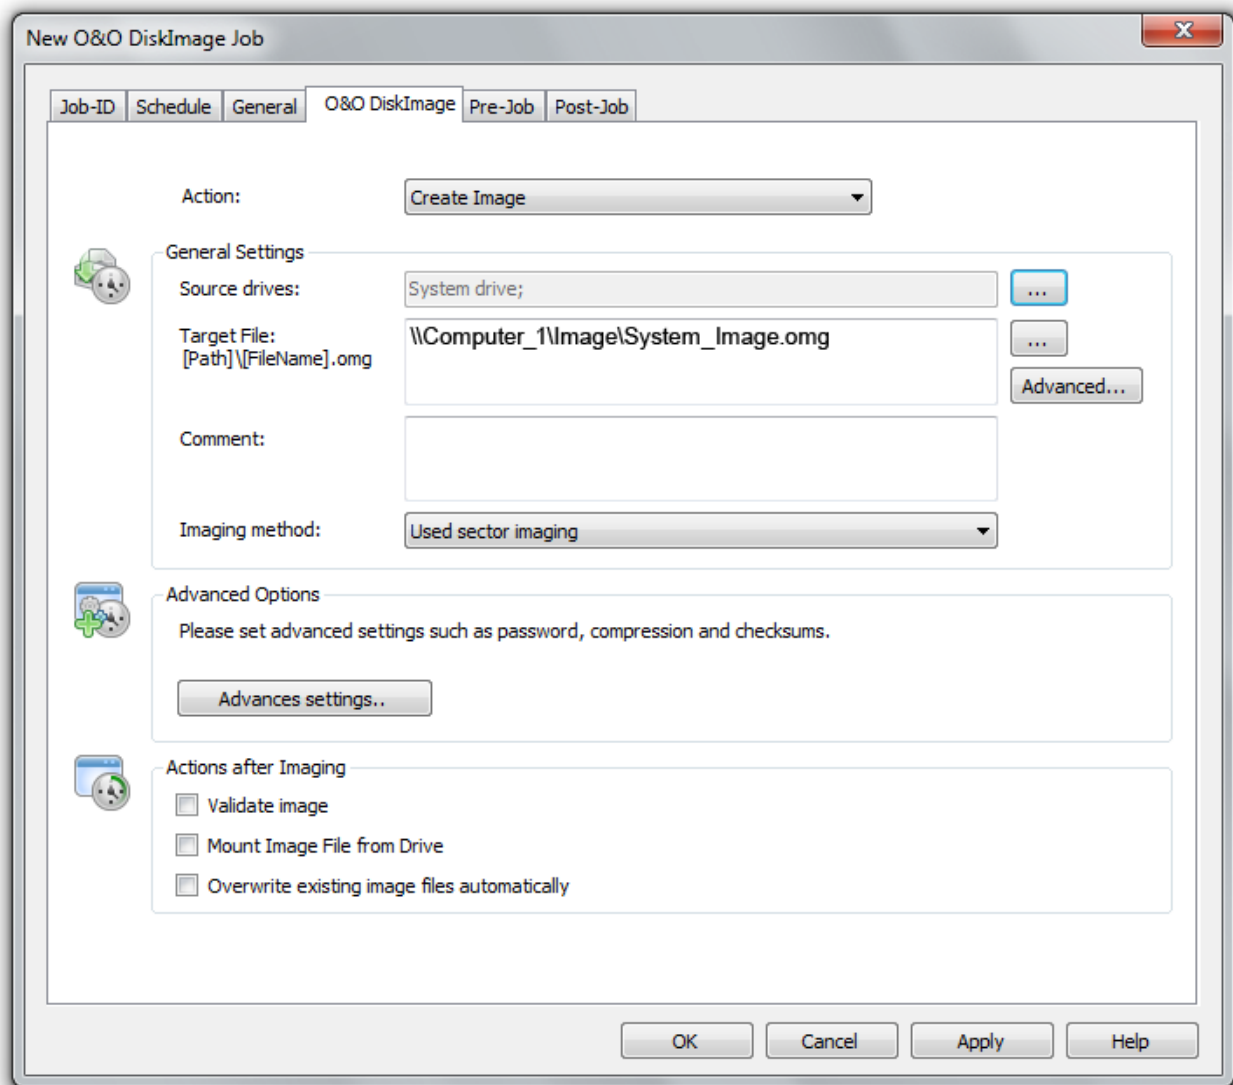 New O&O DiskImage Job
X
Job-ID Schedule General O&O DiskImage Pre-Job Post-Job
Action: Create Image
General Settings
Source drives: System drive; ...
Target File: \\Computer_1\Image\System_Image.omg ...
[Path]\[FileName].omg
Advanced...
Comment:
Imaging method: Used sector imaging
Advanced Options
Please set advanced settings such as password, compression and checksums.
Advances settings..
Actions after Imaging
Validate image
Mount Image File from Drive
Overwrite existing image files automatically
OK Cancel Apply Help